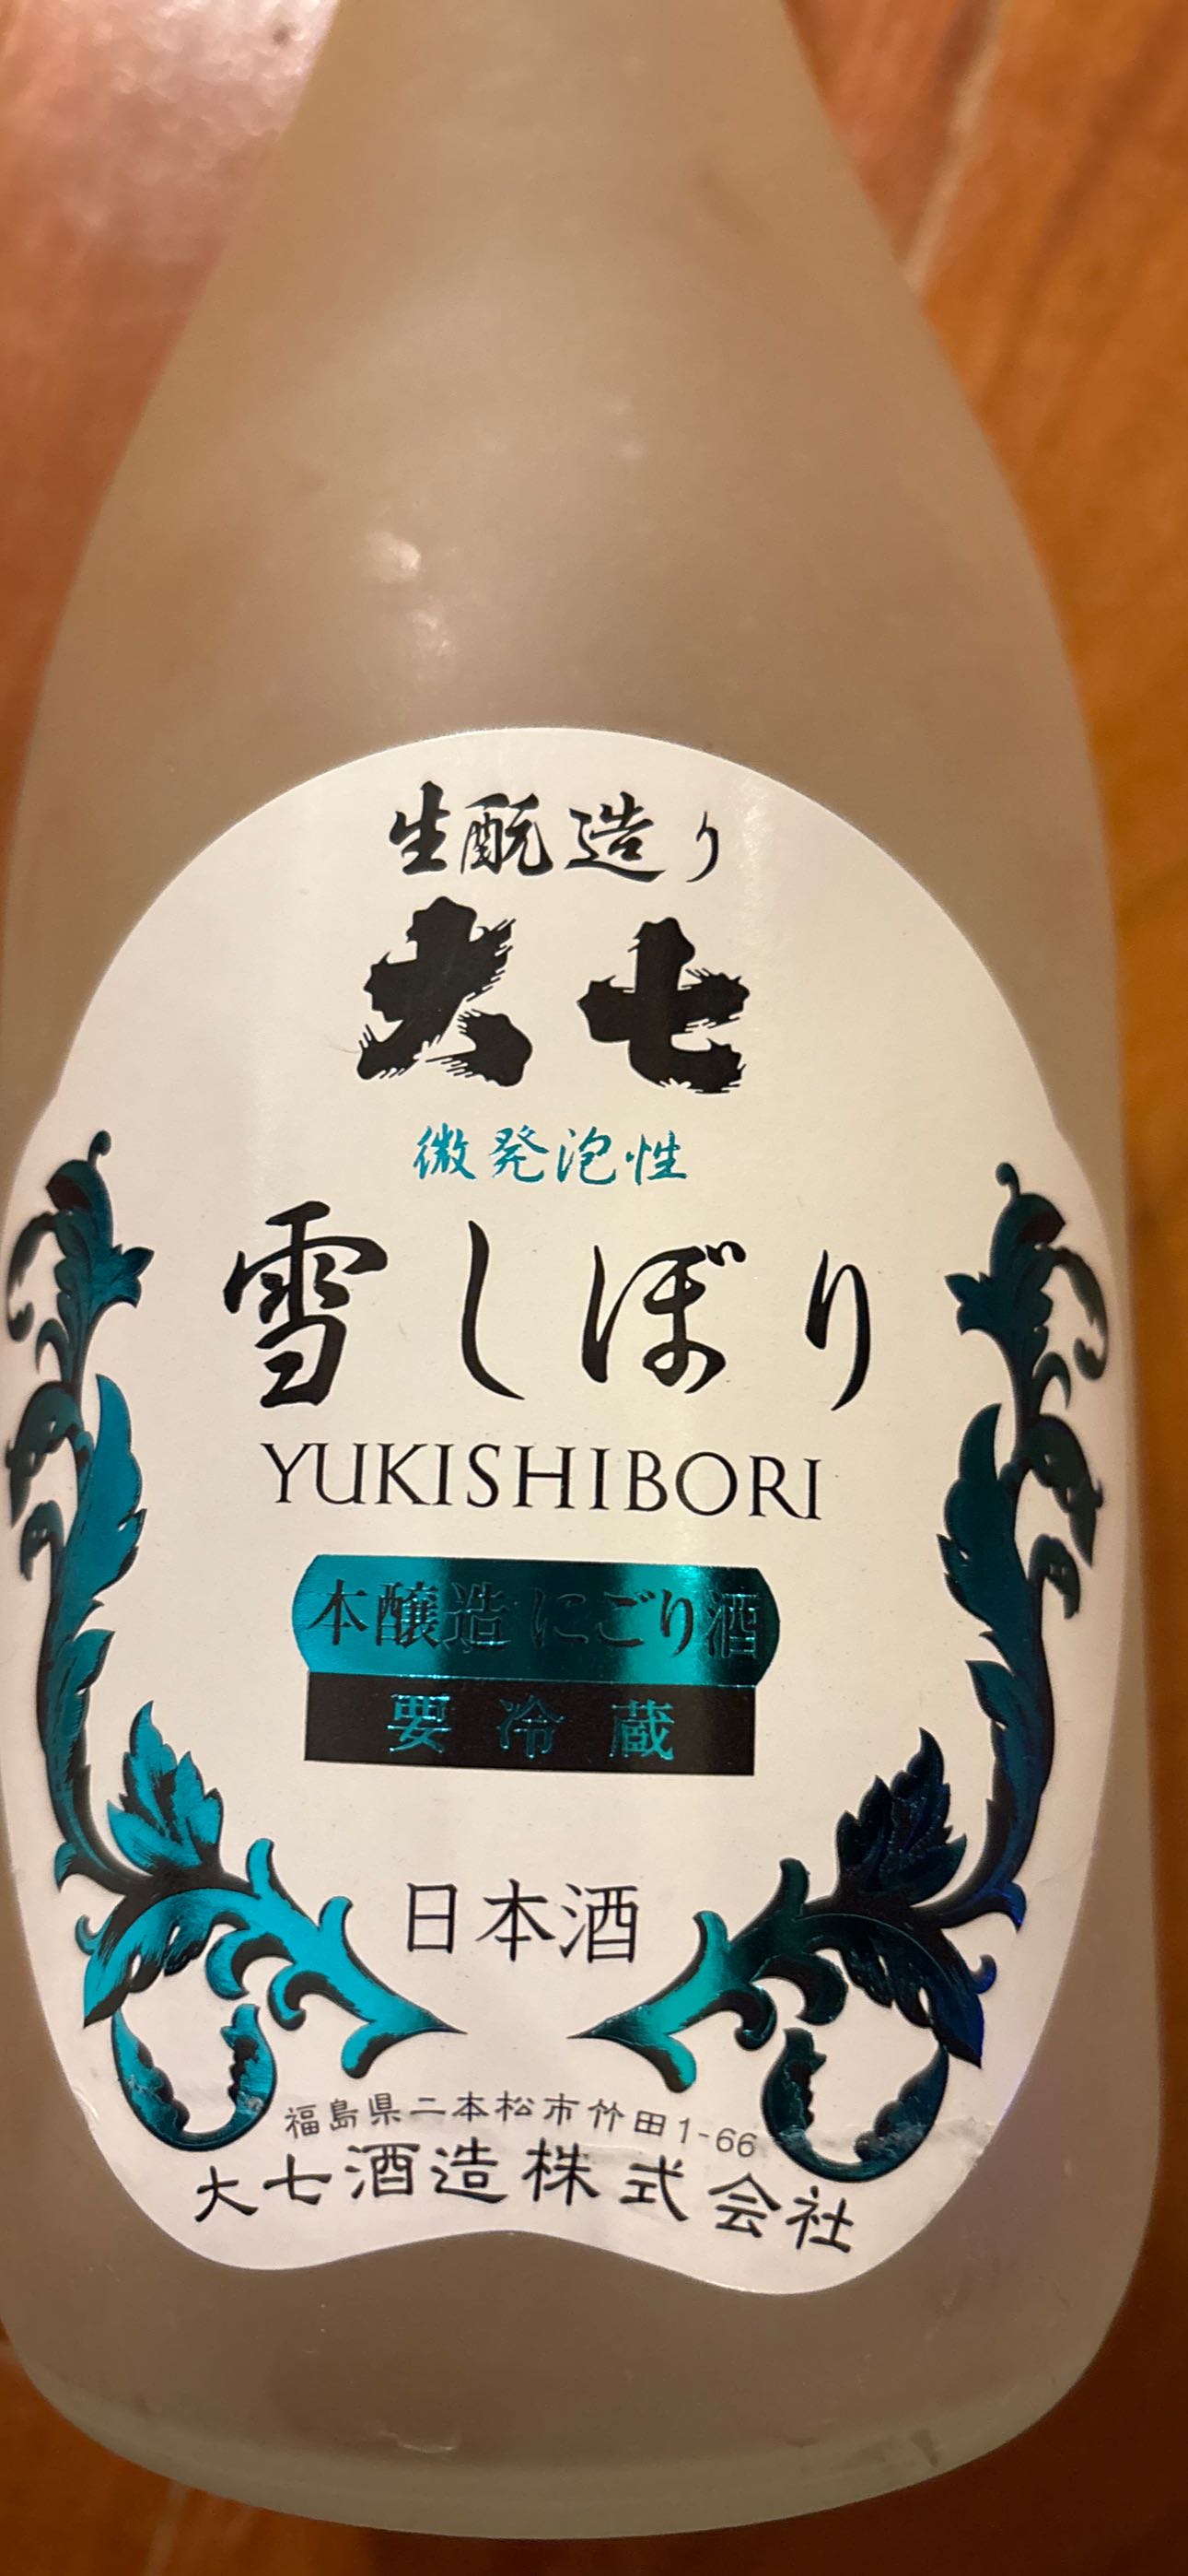 生酛造り
大七
微発泡性
雪しぼり
YUKISHIBORI
本醸造 にごり酒
要冷蔵
日本酒
福島県二本松市竹田1-66
大七酒造株式会社